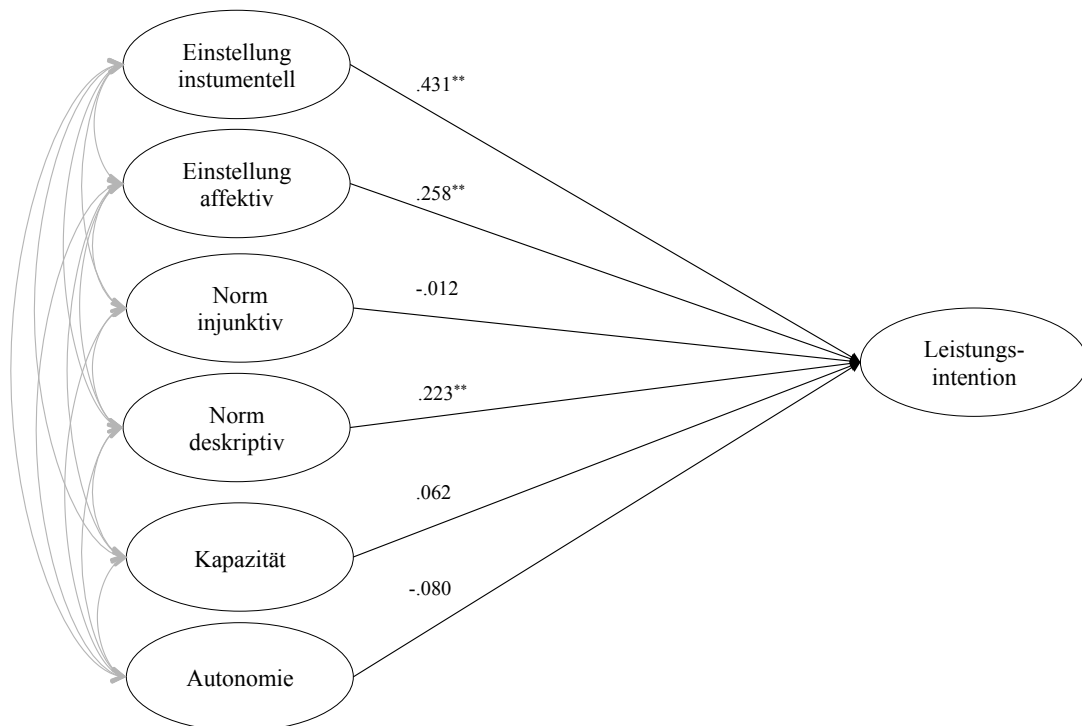 Einstellung
instumentell
.431**
Einstellung
affektiv
.258**
Norm
injunktiv
-.012
Leistungs-
intention
Norm
deskriptiv
.223**
Kapazität
.062
Autonomie
-.080